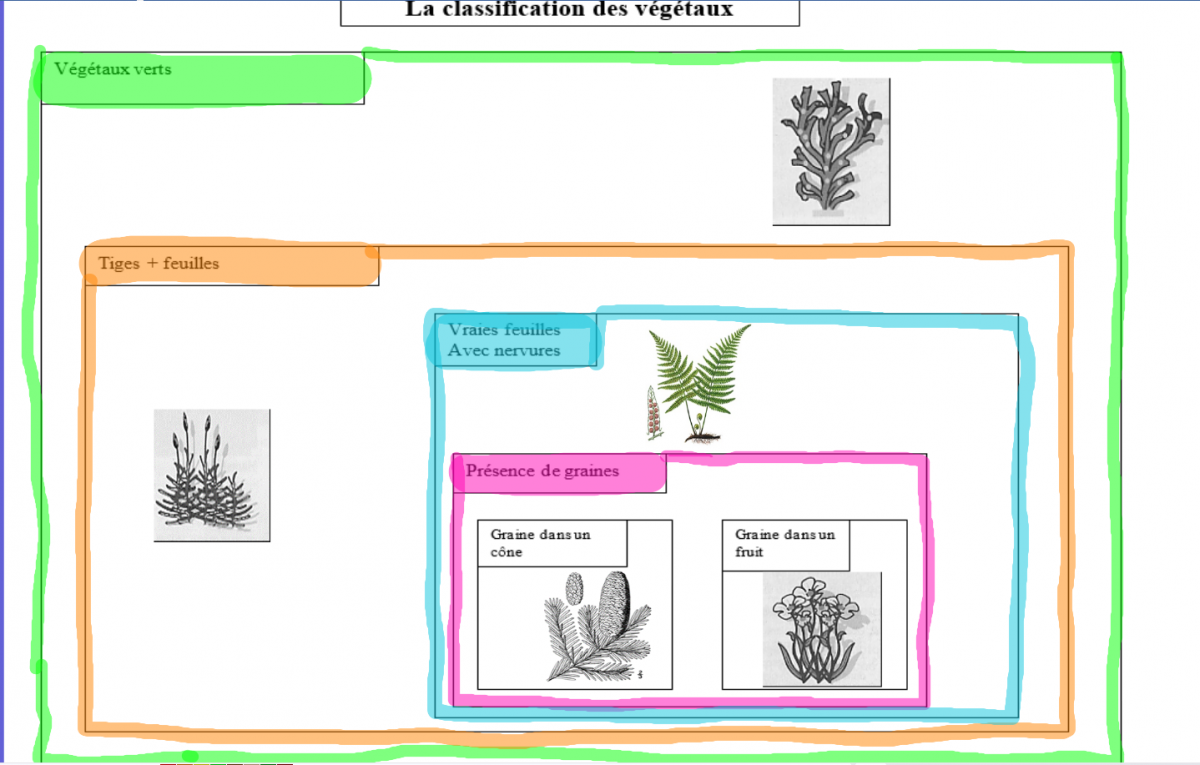 La classification des végétaux
Végétaux verts
Tiges + feuilles
Vraies feuilles
Avec nervures
Présence de graines
Graine dans un
cône
Graine dans un
fruit